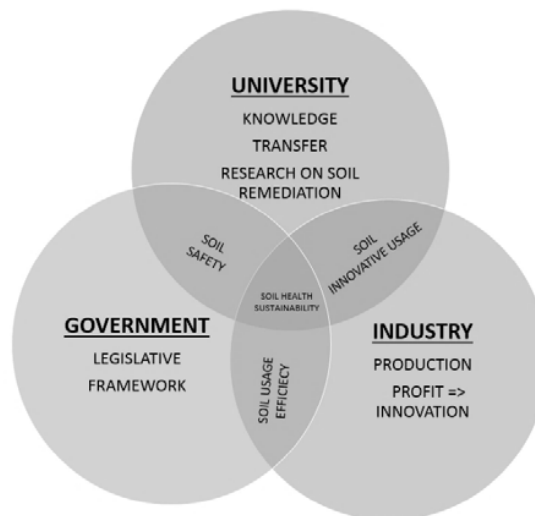 UNIVERSITY
KNOWLEDGE
TRANSFER
RESEARCH ON SOIL
REMEDIATION
SOIL
SAFETY
SOIL
INNOVATIVE USAGE
SOIL HEALTH
SUSTAINABILITY
GOVERNMENT
LEGISLATIVE
FRAMEWORK
SOIL USAGE
EFFICIECY
INDUSTRY
PRODUCTION
PROFIT =>
INNOVATION